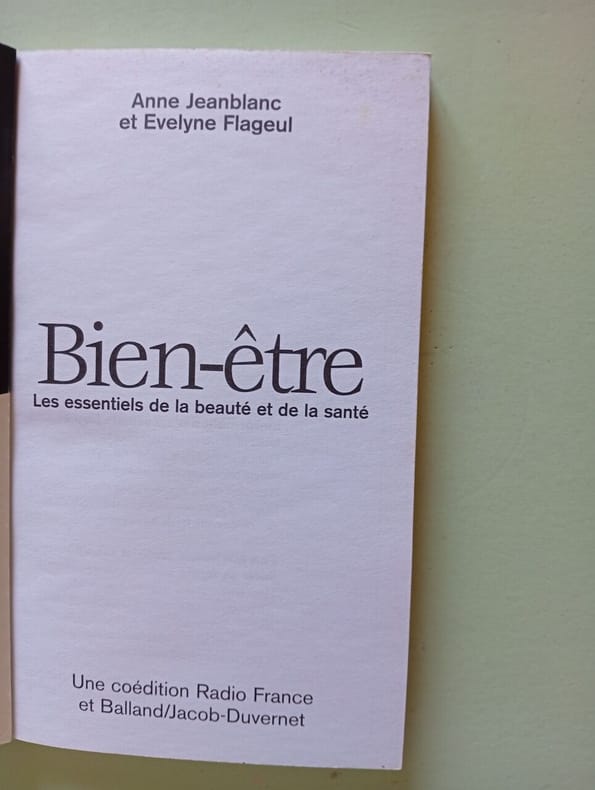 Anne Jeanblanc
et Evelyne Flageul
Bien-être
Les essentiels de la beauté et de la santé
Une coédition Radio France
et Balland/Jacob-Duvernet